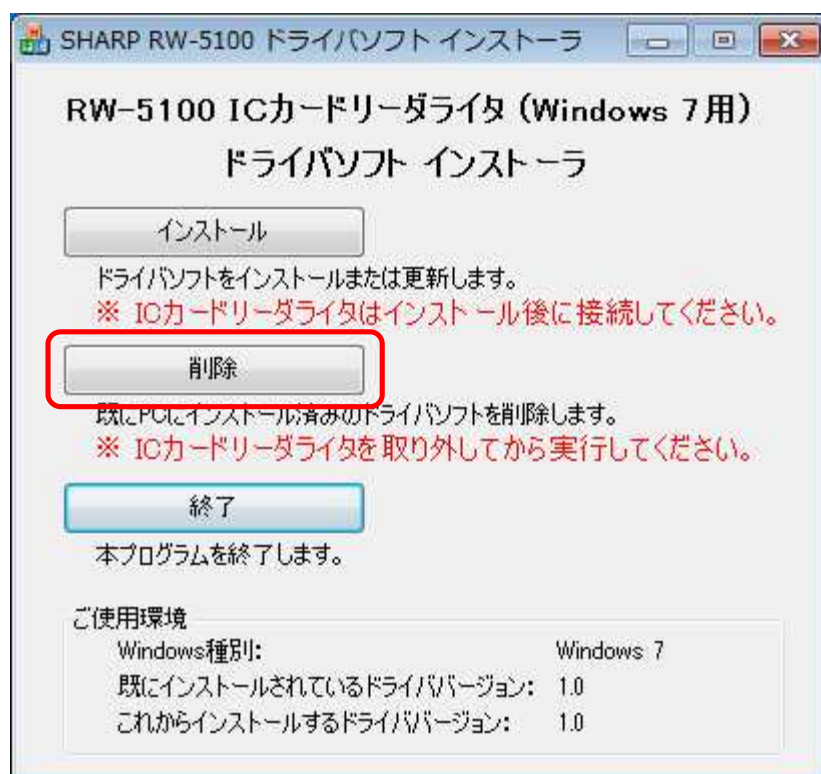 SHARP RW-5100 ドライバソフト インストーラ
RW-5100 ICカードリーダライタ (Windows 7用)
ドライバソフト インストーラ
インストール
ドライバソフトをインストールまたは更新します。
※ ICカードリーダライタはインストール後に接続してください。
削除
既にPCにインストール済みのドライバソフトを削除します。
※ ICカードリーダライタを取り外してから実行してください。
終了
本プログラムを終了します。
ご使用環境
Windows種別: Windows 7
既にインストールされているドライババージョン: 1.0
これからインストールするドライババージョン: 1.0